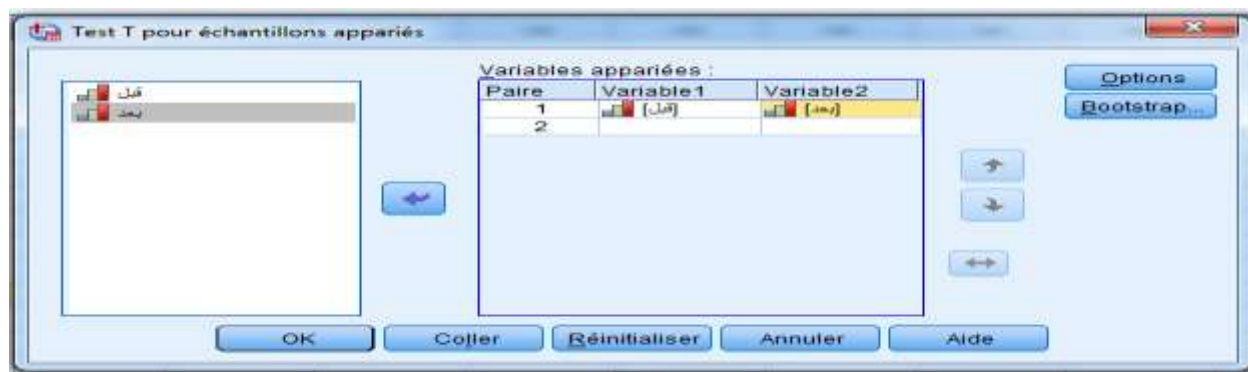 Test T pour échantillons appariés
Variables appariées :
قبل
بعد
Paire Variable1 Variable2
1 [قبل] [بعد]
2
Options
Bootstrap...
OK Coller Réinitialiser Annuler Aide